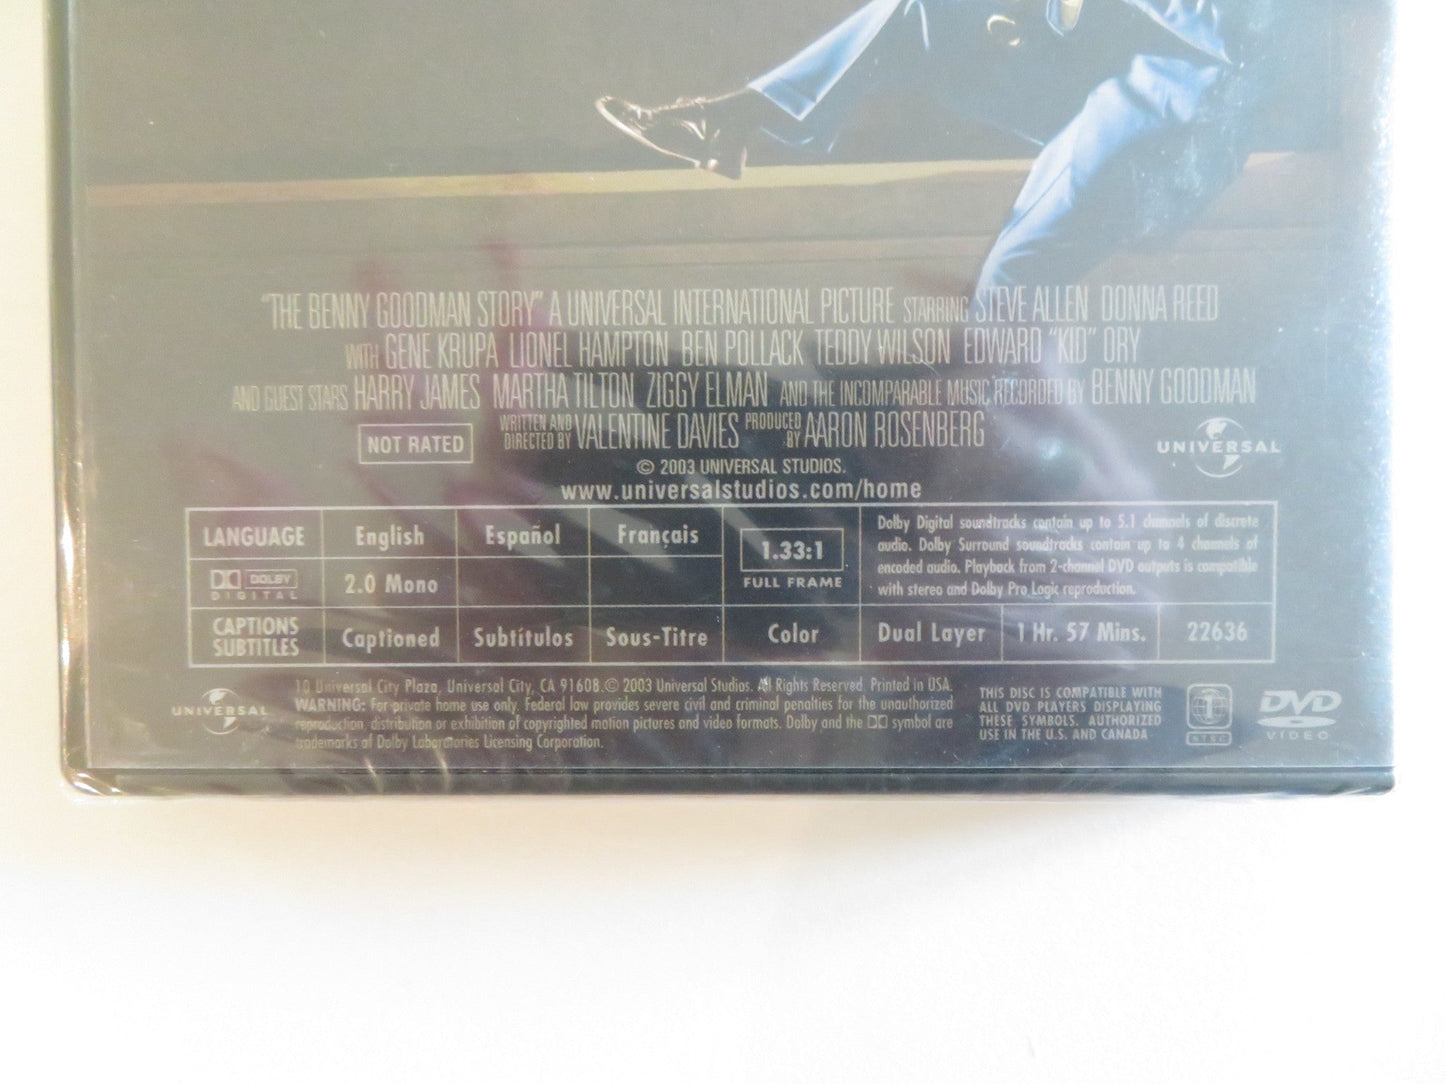 "THE BENNY GOODMAN STORY" A UNIVERSAL INTERNATIONAL PICTURE STARRING STEVE ALLEN DONNA REED
WITH GENE KRUPA LIONEL HAMPTON BEN POLLACK TEDDY WILSON EDWARD "KID" ORY
AND GUEST STARS HARRY JAMES MARTHA TILTON ZIGGY ELMAN AND THE INCOMPARABLE MUSIC RECORDED BY BENNY GOODMAN
WRITTEN AND DIRECTED BY VALENTINE DAVIES PRODUCED BY AARON ROSENBERG
NOT RATED
UNIVERSAL
© 2003 UNIVERSAL STUDIOS.
www.universalstudios.com/home
LANGUAGE English Español Français
DOLBY DIGITAL 2.0 Mono
CAPTIONS SUBTITLES Captioned Subtítulos Sous-Titre
1.33:1
FULL FRAME
Color
Dolby Digital soundtracks contain up to 5.1 channels of discrete
audio. Dolby Surround soundtracks contain up to 4 channels of
encoded audio. Playback from 2-channel DVD outputs is compatible
with stereo and Dolby Pro Logic reproduction.
Dual Layer 1 Hr. 57 Mins. 22636
UNIVERSAL
10 Universal City Plaza, Universal City, CA 91608.© 2003 Universal Studios. All Rights Reserved. Printed in USA.
WARNING: For private home use only. Federal law provides severe civil and criminal penalties for the unauthorized
reproduction, distribution or exhibition of copyrighted motion pictures and video formats. Dolby and the DD symbol are
trademarks of Dolby Laboratories Licensing Corporation.
THIS DISC IS COMPATIBLE WITH
ALL DVD PLAYERS DISPLAYING
THESE SYMBOLS. AUTHORIZED
USE IN THE U.S. AND CANADA
1
NTSC
DVD
VIDEO